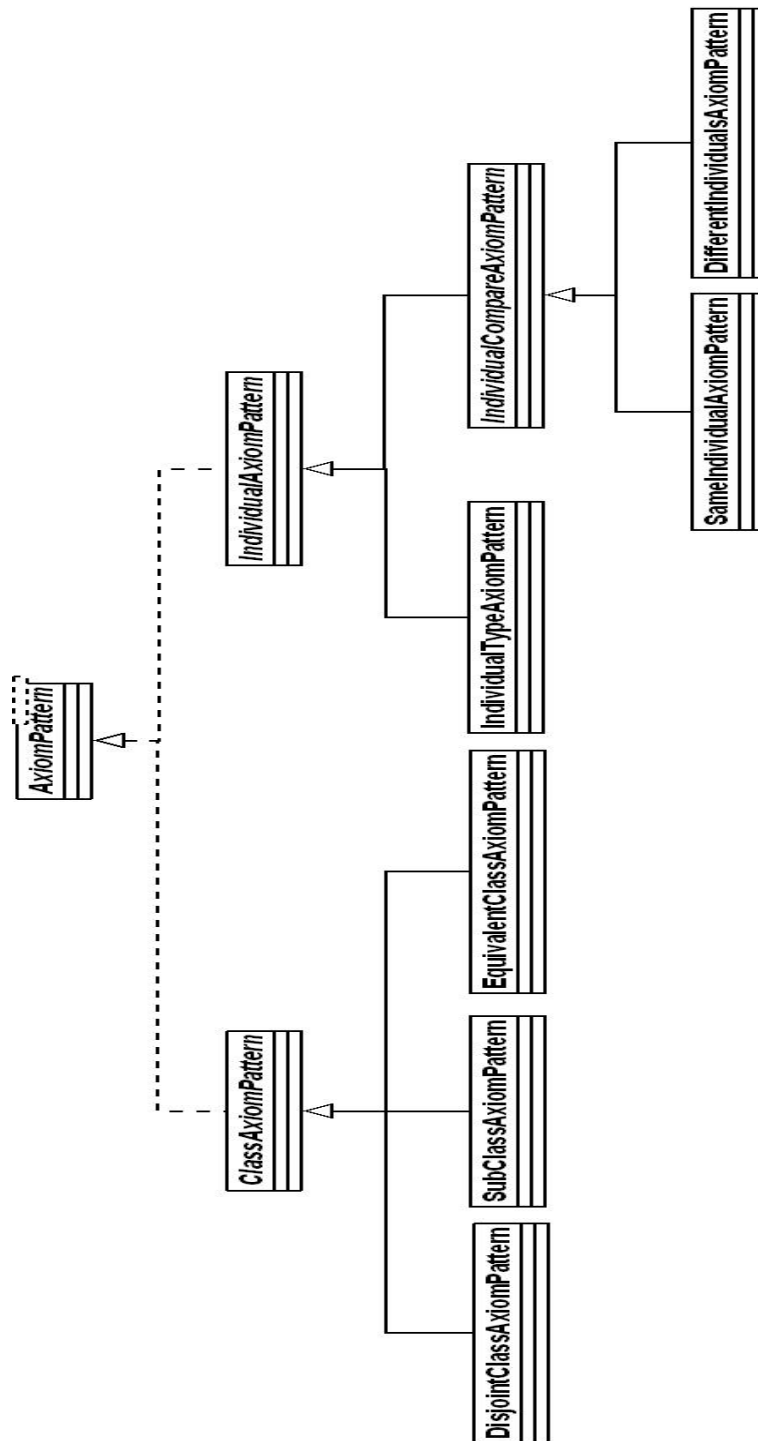 AxiomPattern
ClassAxiomPattern
IndividualAxiomPattern
DisjointClassAxiomPattern
SubClassAxiomPattern
EquivalentClassAxiomPattern
IndividualTypeAxiomPattern
IndividualCompareAxiomPattern
SameIndividualAxiomPattern
DifferentIndividualsAxiomPattern